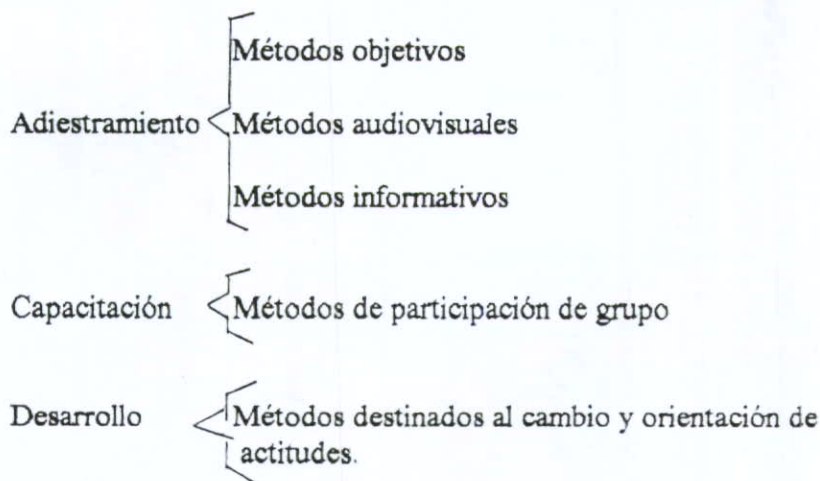 Métodos objetivos
Adiestramiento Métodos audiovisuales
Métodos informativos
Capacitación Métodos de participación de grupo
Desarrollo Métodos destinados al cambio y orientación de
actitudes.